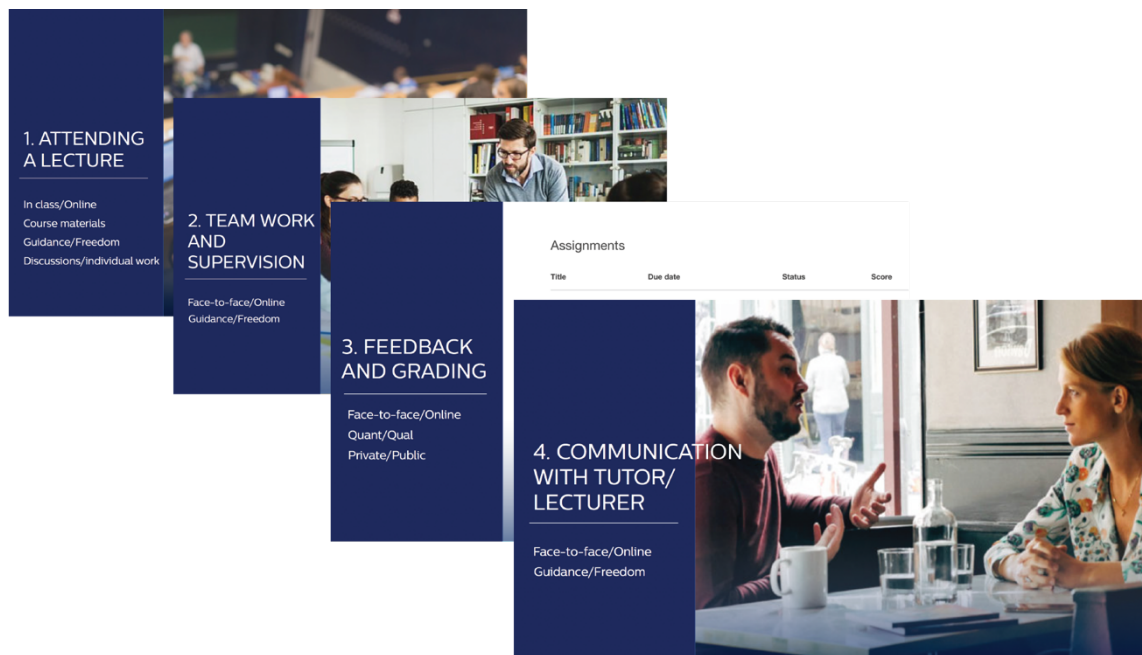 1. ATTENDING
A LECTURE
In class/Online
Course materials
Guidance/Freedom
Discussions/individual work
2. TEAM WORK
AND
SUPERVISION
Face-to-face/Online
Guidance/Freedom
3. FEEDBACK
AND GRADING
Face-to-face/Online
Quant/Qual
Private/Public
Assignments
Title Due date Status Score
4. COMMUNICATION
WITH TUTOR/
LECTURER
Face-to-face/Online
Guidance/Freedom